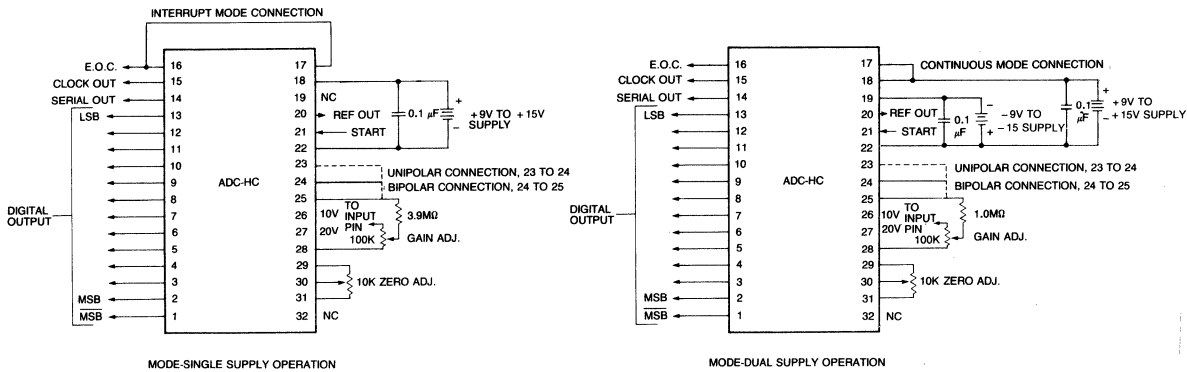 INTERRUPT MODE CONNECTION
E.O.C. 16 17
CLOCK OUT 15 18
SERIAL OUT 14 19 NC
LSB 13 20 REF OUT 0.1 µF + +9V TO +15V − SUPPLY
12 21 START
11 22
10 23 UNIPOLAR CONNECTION, 23 TO 24
9 ADC-HC 24 BIPOLAR CONNECTION, 24 TO 25
8 25
DIGITAL OUTPUT
7 26 10V TO INPUT PIN 3.9MΩ
6 27 20V 100K GAIN ADJ.
5 28
4 29
3 30 10K ZERO ADJ.
MSB 2 31
MSB 1 32 NC
MODE-SINGLE SUPPLY OPERATION
E.O.C. 16 17 CONTINUOUS MODE CONNECTION
CLOCK OUT 15 18
SERIAL OUT 14 19
LSB 13 20 REF OUT 0.1 µF − −9V TO + −15 SUPPLY 0.1 µF + +9V TO − +15V SUPPLY
12 21 START
11 22
10 23 UNIPOLAR CONNECTION, 23 TO 24
9 ADC-HC 24 BIPOLAR CONNECTION, 24 TO 25
8 25
DIGITAL OUTPUT
7 26 10V TO INPUT PIN 1.0MΩ
6 27 20V 100K GAIN ADJ.
5 28
4 29
3 30 10K ZERO ADJ.
MSB 2 31
MSB 1 32 NC
MODE-DUAL SUPPLY OPERATION